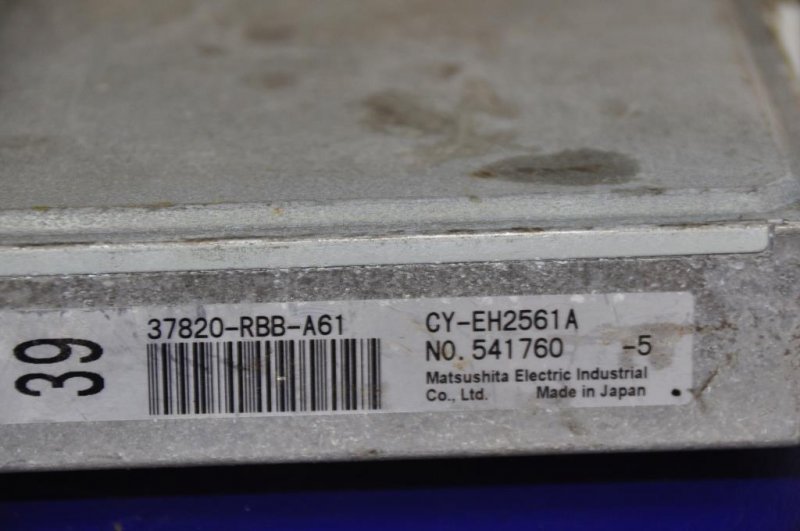 39
37820-RBB-A61
CY-EH2561A
NO. 541760 -5
Matsushita Electric Industrial
Co., Ltd. Made in Japan